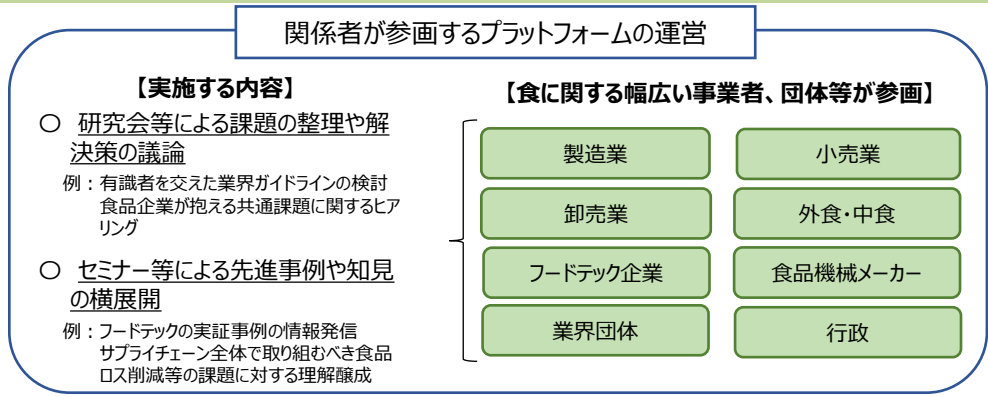 関係者が参画するプラットフォームの運営
【実施する内容】
〇 研究会等による課題の整理や解
決策の議論
例：有識者を交えた業界ガイドラインの検討
食品企業が抱える共通課題に関するヒア
リング
〇 セミナー等による先進事例や知見
の横展開
例：フードテックの実証事例の情報発信
サプライチェーン全体で取り組むべき食品
ロス削減等の課題に対する理解醸成
【食に関する幅広い事業者、団体等が参画】
製造業
小売業
卸売業
外食・中食
フードテック企業
食品機械メーカー
業界団体
行政